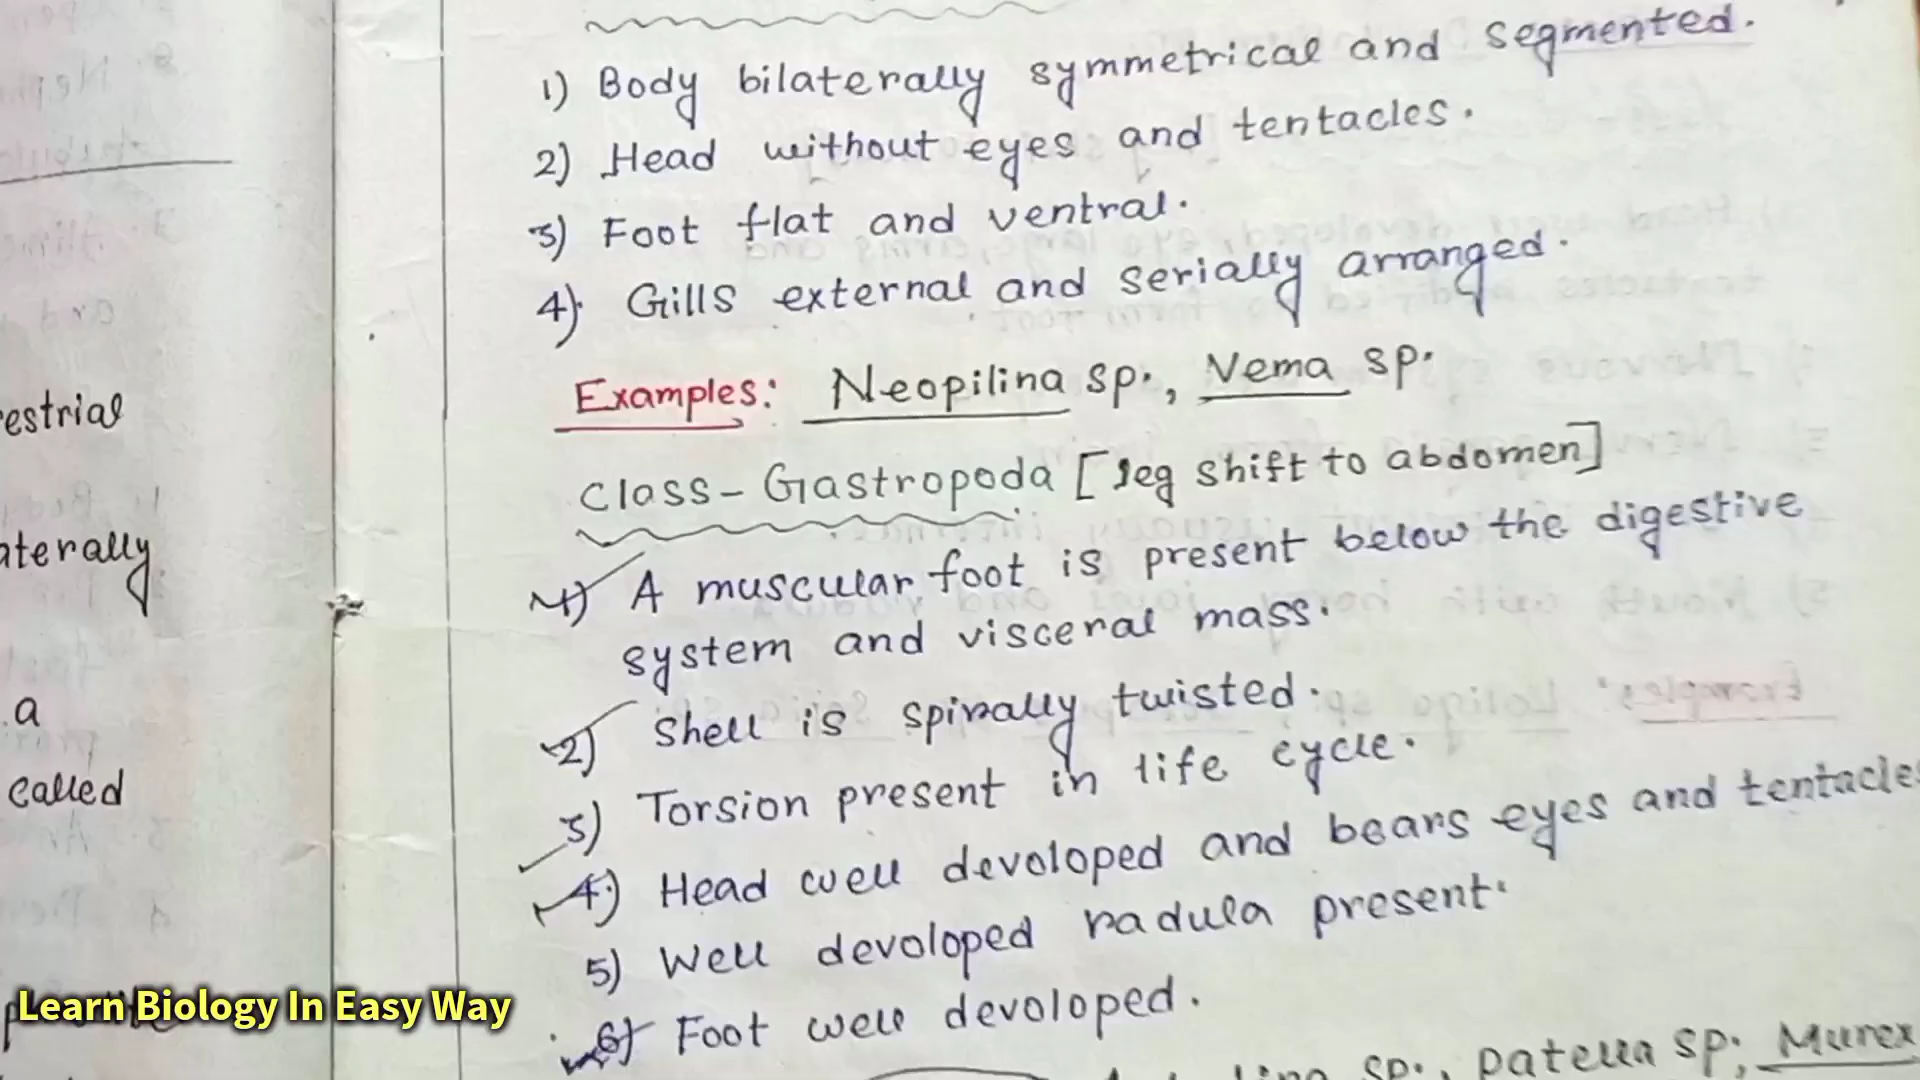 1) Body bilaterally symmetrical and segmented.
2) Head without eyes and tentacles.
3) Foot flat and ventral.
4) Gills external and serially arranged.
Examples: Neopilina sp., Vema sp.
Class - Gastropoda [leg shift to abdomen]
1) A muscular foot is present below the digestive
system and visceral mass.
2) Shell is spirally twisted.
3) Torsion present in life cycle.
4.) Head well devoloped and bears eyes and tentacles
5) Well devoloped radula present.
6) Foot well devoloped.
sp., patella sp; Murex
estrial
aterally
a
called
Learn Biology In Easy Way